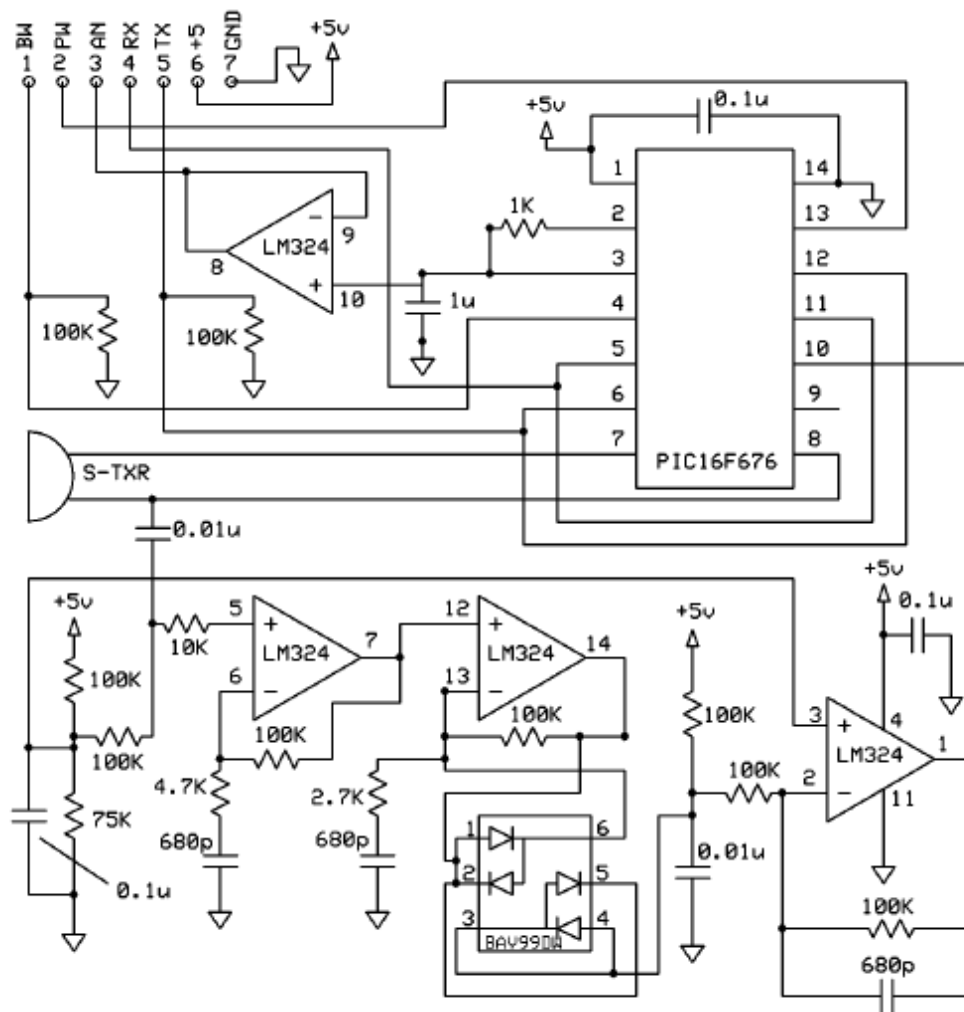 BW PW AN RX TX +5 GND
1 2 3 4 5 6 7
+5v
+5v
0.1u
1 14
2 13
3 12
4 11
5 10
6 9
7 8
PIC16F676
1K
LM324
-
+
8
9
10
1u
100K
100K
S-TXR
0.01u
+5v
100K
100K
75K
0.1u
10K
5
6
7
+
-
LM324
100K
4.7K
680p
12
13
14
+
-
LM324
100K
2.7K
680p
1 6
2 5
3 4
BAV99DW
+5v
100K
100K
0.01u
+5v
0.1u
3
2
4
1
11
+
-
LM324
100K
680p